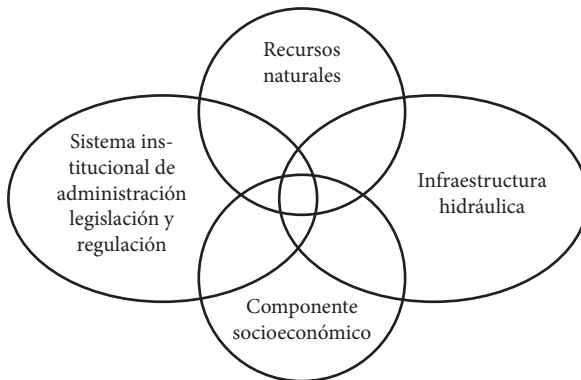 Recursos
naturales
Sistema ins-
titucional de
administración
legislación y
regulación
Infraestructura
hidráulica
Componente
socioeconómico